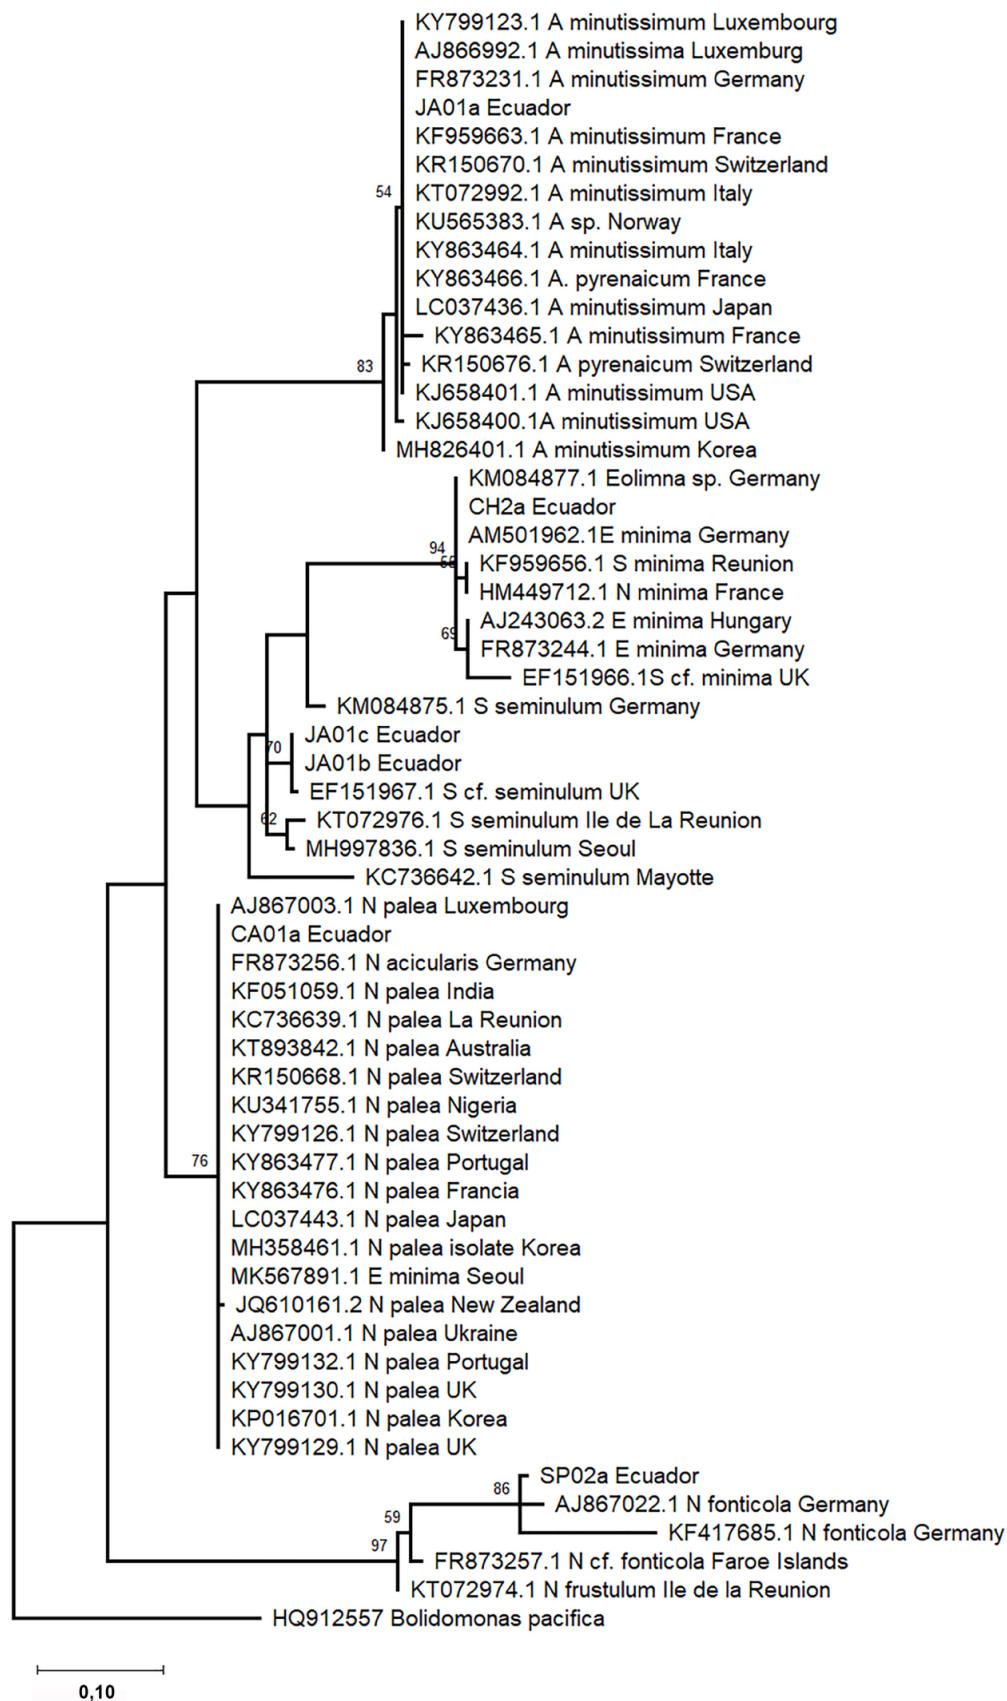 KY799123.1 A minutissimum Luxembourg
AJ866992.1 A minutissima Luxemburg
FR873231.1 A minutissimum Germany
JA01a Ecuador
KF959663.1 A minutissimum France
KR150670.1 A minutissimum Switzerland
54
KT072992.1 A minutissimum Italy
KU565383.1 A sp. Norway
KY863464.1 A minutissimum Italy
KY863466.1 A. pyrenaicum France
LC037436.1 A minutissimum Japan
KY863465.1 A minutissimum France
83
KR150676.1 A pyrenaicum Switzerland
KJ658401.1 A minutissimum USA
KJ658400.1A minutissimum USA
MH826401.1 A minutissimum Korea
KM084877.1 Eolimna sp. Germany
CH2a Ecuador
AM501962.1E minima Germany
94
KF959656.1 S minima Reunion
HM449712.1 N minima France
AJ243063.2 E minima Hungary
69
FR873244.1 E minima Germany
EF151966.1S cf. minima UK
KM084875.1 S seminulum Germany
JA01c Ecuador
70
JA01b Ecuador
EF151967.1 S cf. seminulum UK
62
KT072976.1 S seminulum Ile de La Reunion
MH997836.1 S seminulum Seoul
KC736642.1 S seminulum Mayotte
AJ867003.1 N palea Luxembourg
CA01a Ecuador
FR873256.1 N acicularis Germany
KF051059.1 N palea India
KC736639.1 N palea La Reunion
KT893842.1 N palea Australia
KR150668.1 N palea Switzerland
KU341755.1 N palea Nigeria
KY799126.1 N palea Switzerland
76
KY863477.1 N palea Portugal
KY863476.1 N palea Francia
LC037443.1 N palea Japan
MH358461.1 N palea isolate Korea
MK567891.1 E minima Seoul
JQ610161.2 N palea New Zealand
AJ867001.1 N palea Ukraine
KY799132.1 N palea Portugal
KY799130.1 N palea UK
KP016701.1 N palea Korea
KY799129.1 N palea UK
SP02a Ecuador
86
AJ867022.1 N fonticola Germany
59
KF417685.1 N fonticola Germany
97
FR873257.1 N cf. fonticola Faroe Islands
KT072974.1 N frustulum Ile de la Reunion
HQ912557 Bolidomonas pacifica
0,10